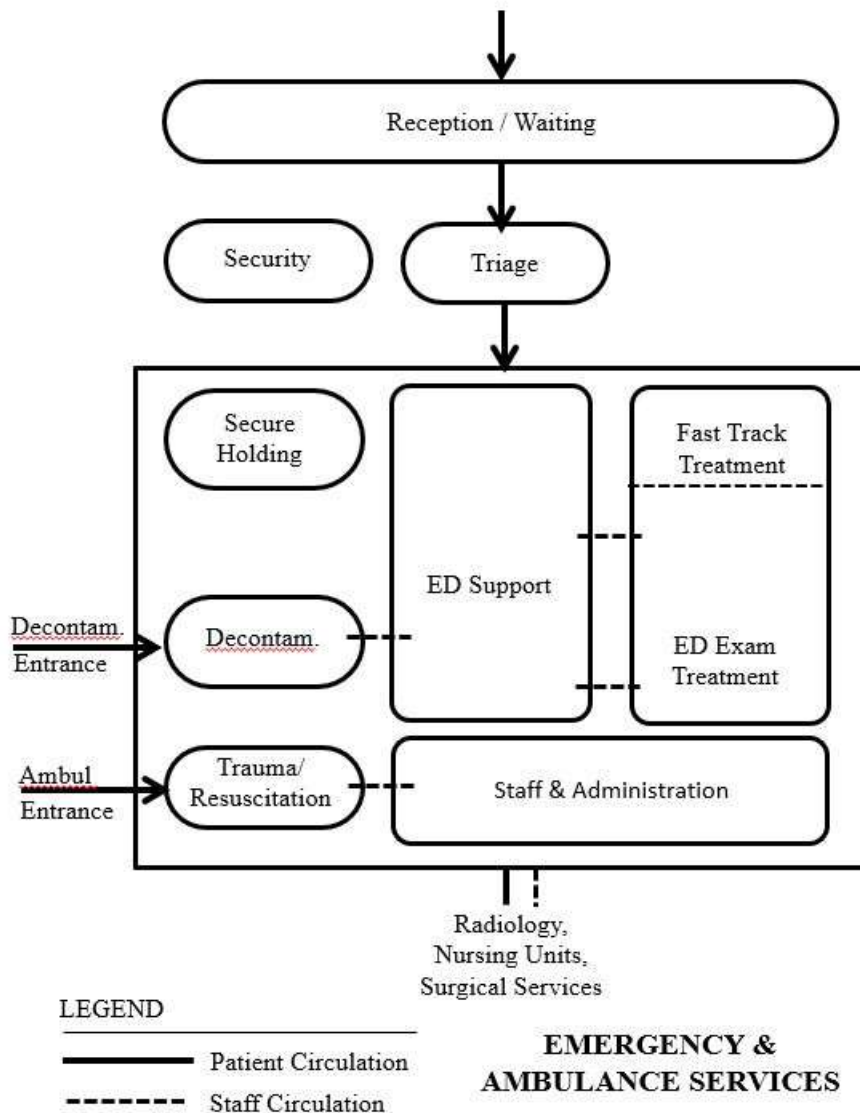 Reception / Waiting
Security
Triage
Secure
Holding
Fast Track
Treatment
ED Support
Decontam.
Entrance
Decontam.
ED Exam
Treatment
Ambul
Entrance
Trauma/
Resuscitation
Staff & Administration
Radiology,
Nursing Units,
Surgical Services
LEGEND
Patient Circulation
Staff Circulation
EMERGENCY &
AMBULANCE SERVICES